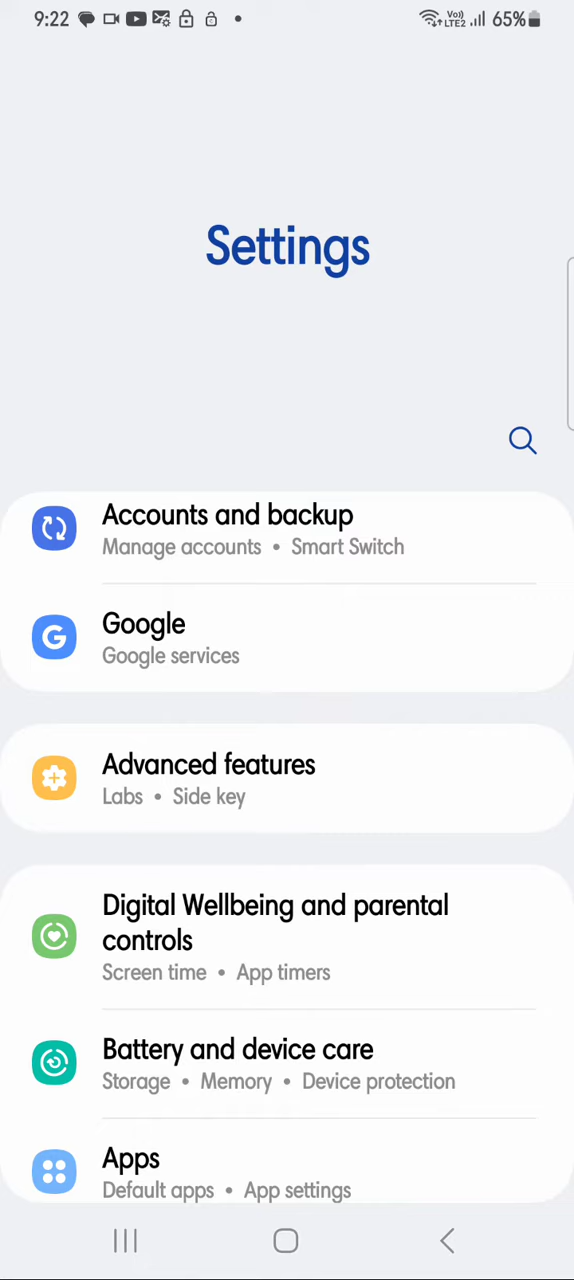 9:22 Vo)) LTE2 65%
Settings
Accounts and backup
Manage accounts • Smart Switch
Google
Google services
Advanced features
Labs • Side key
Digital Wellbeing and parental
controls
Screen time • App timers
Battery and device care
Storage • Memory • Device protection
Apps
Default apps • App settings